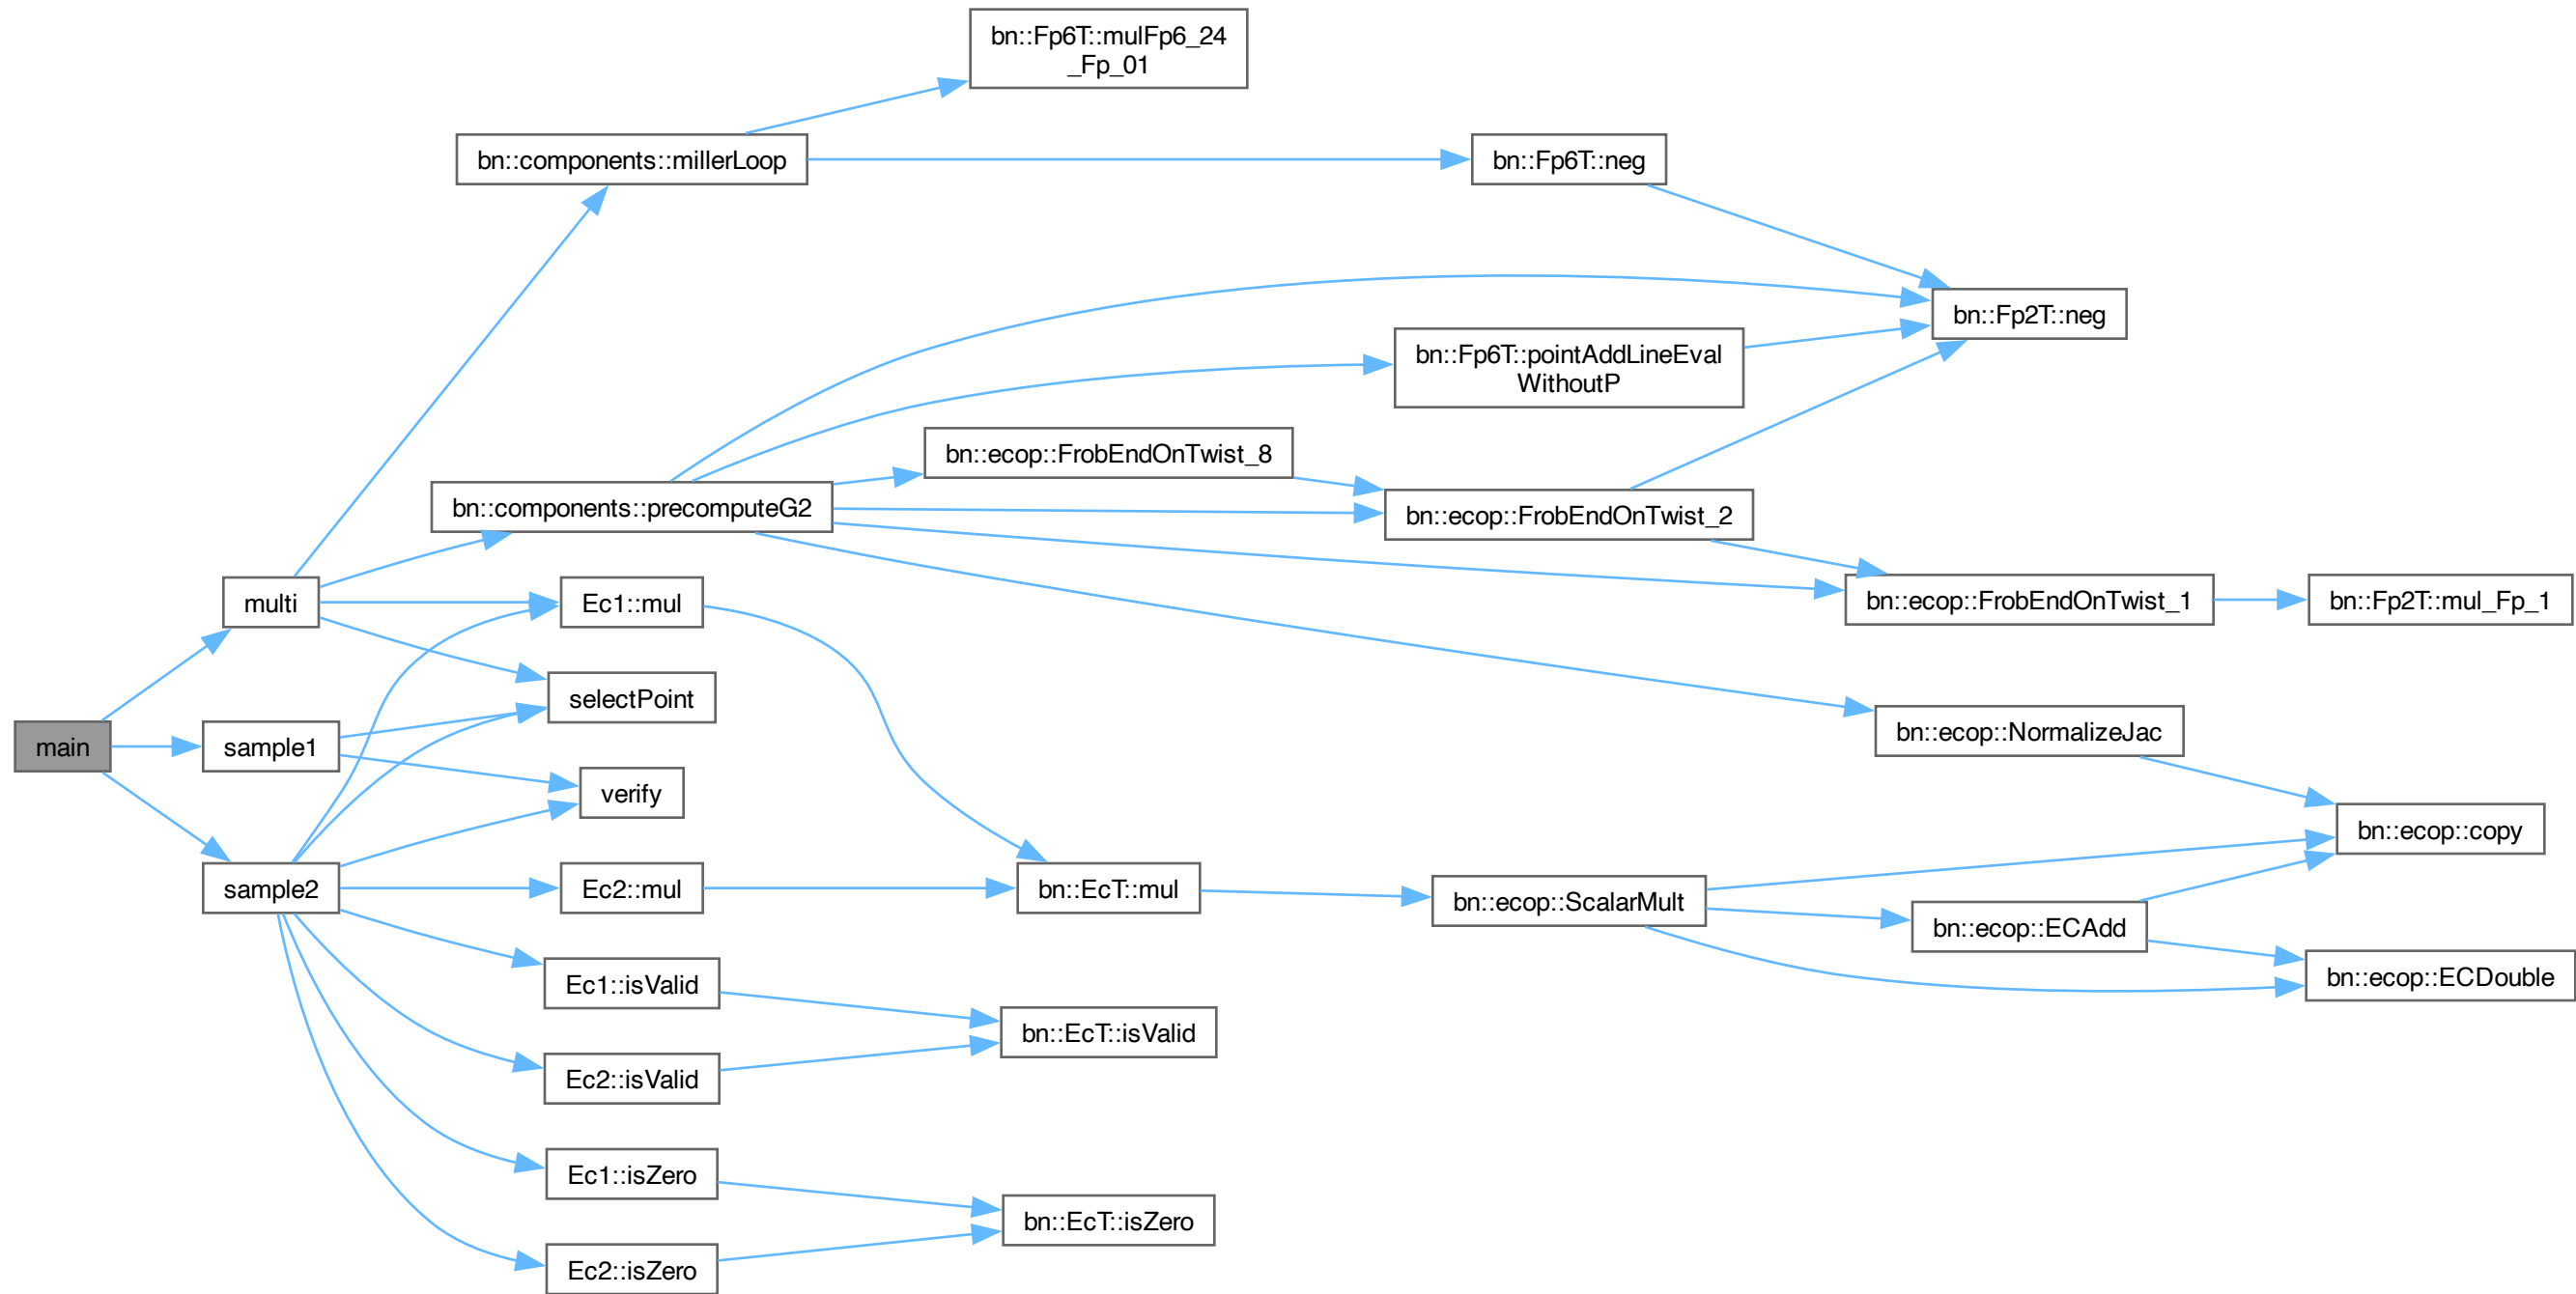 bn::Fp6T::mulFp6_24
_Fp_01
bn::components::millerLoop
bn::Fp6T::neg
bn::Fp2T::neg
bn::Fp6T::pointAddLineEval
WithoutP
bn::ecop::FrobEndOnTwist_8
bn::components::precomputeG2
bn::ecop::FrobEndOnTwist_2
multi
Ec1::mul
bn::ecop::FrobEndOnTwist_1
bn::Fp2T::mul_Fp_1
selectPoint
main
sample1
bn::ecop::NormalizeJac
verify
bn::ecop::copy
sample2
Ec2::mul
bn::EcT::mul
bn::ecop::ScalarMult
bn::ecop::ECAdd
Ec1::isValid
bn::ecop::ECDouble
bn::EcT::isValid
Ec2::isValid
Ec1::isZero
bn::EcT::isZero
Ec2::isZero